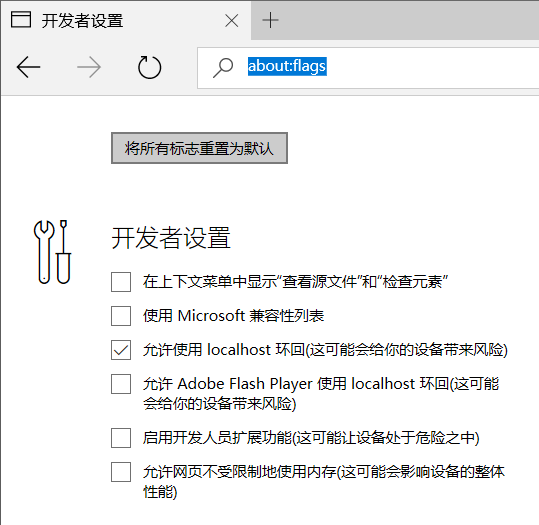 开发者设置
about:flags
将所有标志重置为默认
开发者设置
在上下文菜单中显示“查看源文件”和“检查元素”
使用 Microsoft 兼容性列表
允许使用 localhost 环回(这可能会给你的设备带来风险)
允许 Adobe Flash Player 使用 localhost 环回(这可能
会给你的设备带来风险)
启用开发人员扩展功能(这可能让设备处于危险之中)
允许网页不受限制地使用内存(这可能会影响设备的整体
性能)